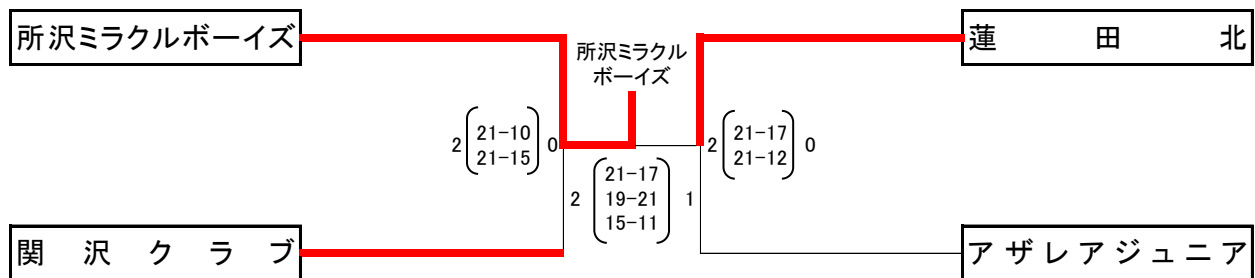 所沢ミラクルボーイズ
蓮田北
所沢ミラクル
ボーイズ
2 21-10 0
21-15
2 21-17 0
21-12
2 21-17 1
19-21
15-11
関沢クラブ
アザレアジュニア